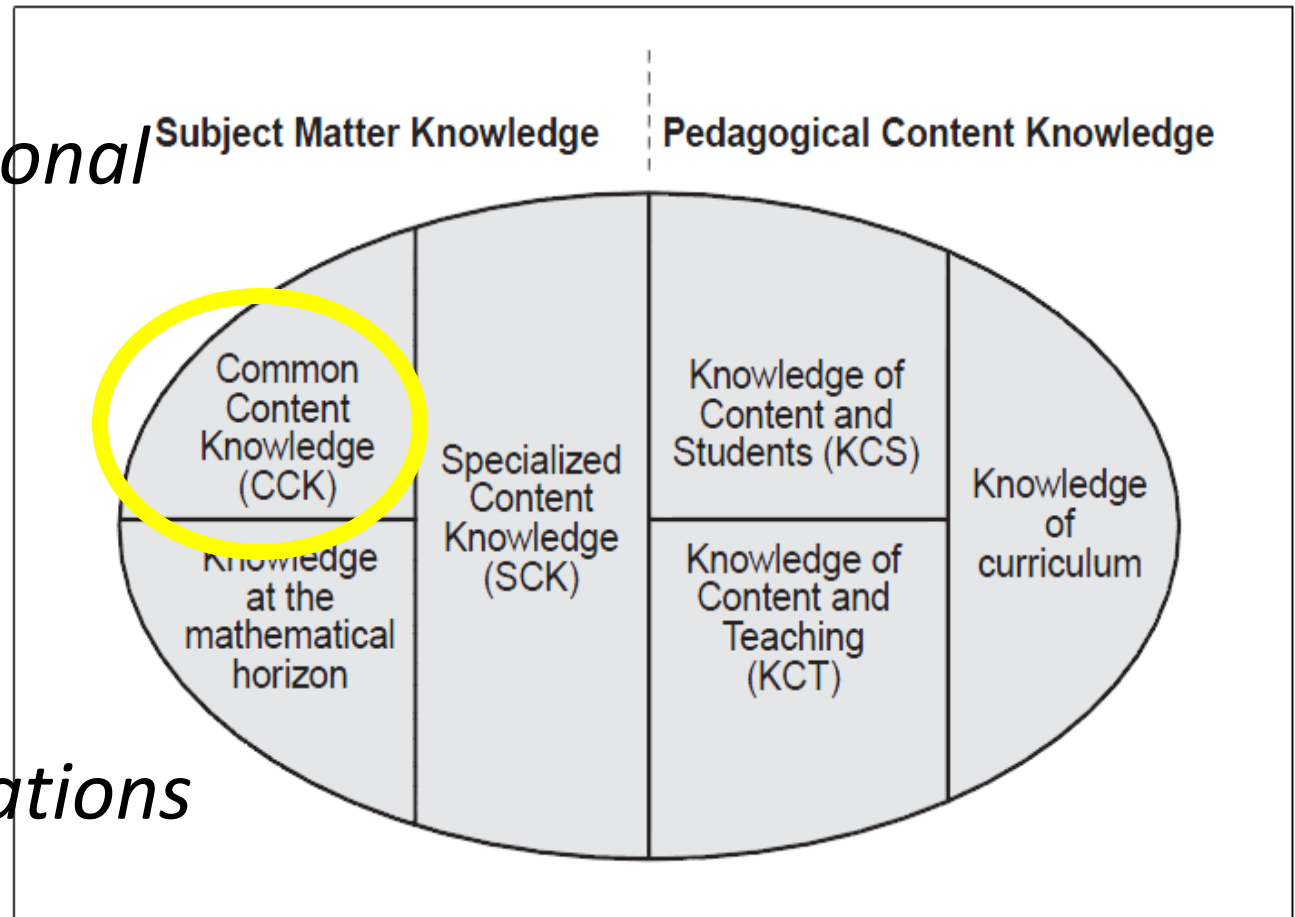 Subject Matter Knowledge
Pedagogical Content Knowledge
onal
Common
Content
Knowledge
(CCK)
Knowledge
at the
mathematical
horizon
Specialized
Content
Knowledge
(SCK)
Knowledge of
Content and
Students (KCS)
Knowledge of
Content and
Teaching
(KCT)
Knowledge
of
curriculum
ations